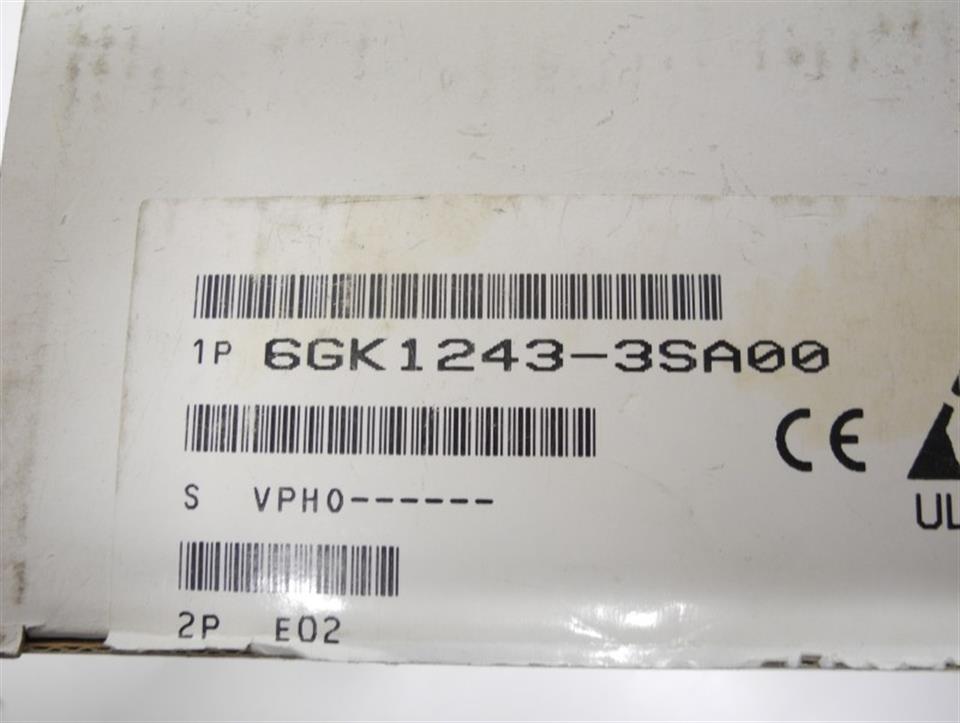 1P 6GK1243-3SA00
CE
S VPH0------
UL
2P E02